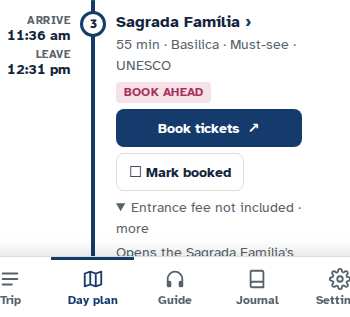 ARRIVE
11:36 am
LEAVE
12:31 pm
3
Sagrada Família ›
55 min · Basilica · Must-see ·
UNESCO
BOOK AHEAD
Book tickets ↗
☐ Mark booked
▼ Entrance fee not included ·
more
Opens the Sagrada Família's
Trip
Day plan
Guide
Journal
Settin